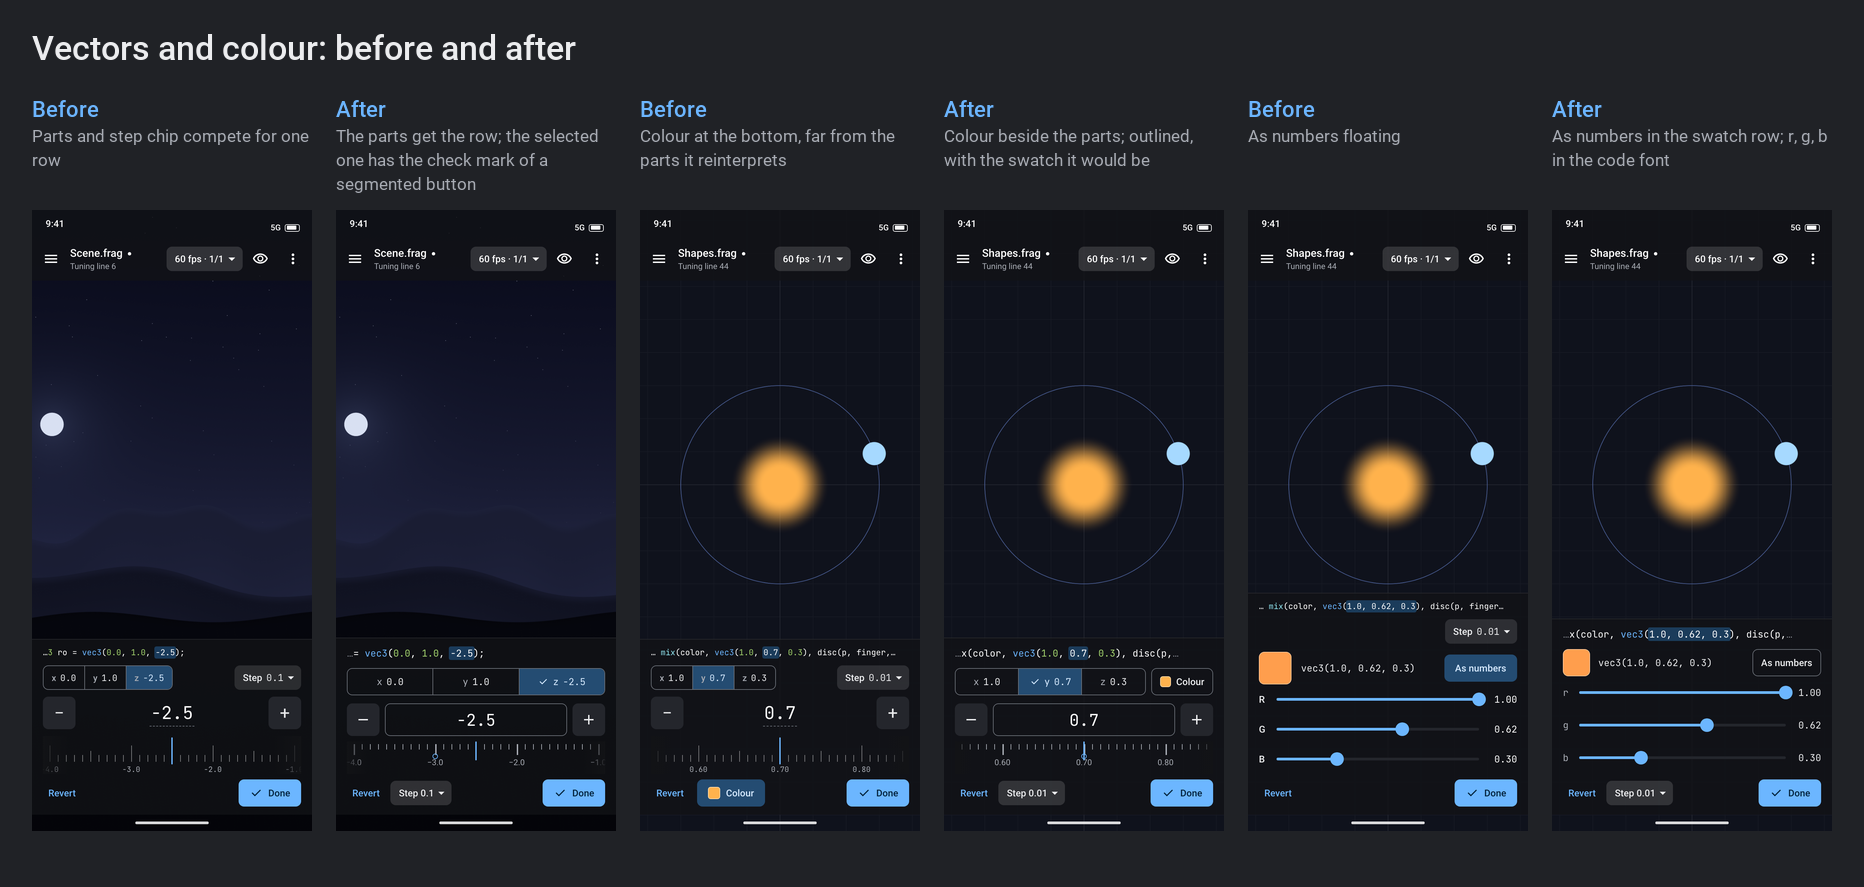 Vectors and colour: before and after
Before
Parts and step chip compete for one
row
After
The parts get the row; the selected
one has the check mark of a
segmented button
Before
Colour at the bottom, far from the
parts it reinterprets
After
Colour beside the parts; outlined,
with the swatch it would be
Before
As numbers floating
After
As numbers in the swatch row; r, g, b
in the code font
9:41
5G
Scene.frag •
Tuning line 6
60 fps · 1/1
…3 ro = vec3(0.0, 1.0, -2.5);
x 0.0
y 1.0
z -2.5
Step 0.1
−
-2.5
+
-3.0
-2.0
Revert
Done
9:41
5G
Scene.frag •
Tuning line 6
60 fps · 1/1
…= vec3(0.0, 1.0, -2.5);
x 0.0
y 1.0
z -2.5
−
-2.5
+
-3.0
-2.0
Revert
Step 0.1
Done
9:41
5G
Shapes.frag •
Tuning line 44
60 fps · 1/1
… mix(color, vec3(1.0, 0.7, 0.3), disc(p, finger,…
x 1.0
y 0.7
z 0.3
Step 0.01
−
0.7
+
0.60
0.70
0.80
Revert
Colour
Done
9:41
5G
Shapes.frag •
Tuning line 44
60 fps · 1/1
…x(color, vec3(1.0, 0.7, 0.3), disc(p,…
x 1.0
y 0.7
z 0.3
Colour
−
0.7
+
0.60
0.70
0.80
Revert
Step 0.01
Done
9:41
5G
Shapes.frag •
Tuning line 44
60 fps · 1/1
… mix(color, vec3(1.0, 0.62, 0.3), disc(p, finger…
Step 0.01
vec3(1.0, 0.62, 0.3)
As numbers
R
1.00
G
0.62
B
0.30
Revert
Done
9:41
5G
Shapes.frag •
Tuning line 44
60 fps · 1/1
…x(color, vec3(1.0, 0.62, 0.3), disc(p,…
vec3(1.0, 0.62, 0.3)
As numbers
r
1.00
g
0.62
b
0.30
Revert
Step 0.01
Done